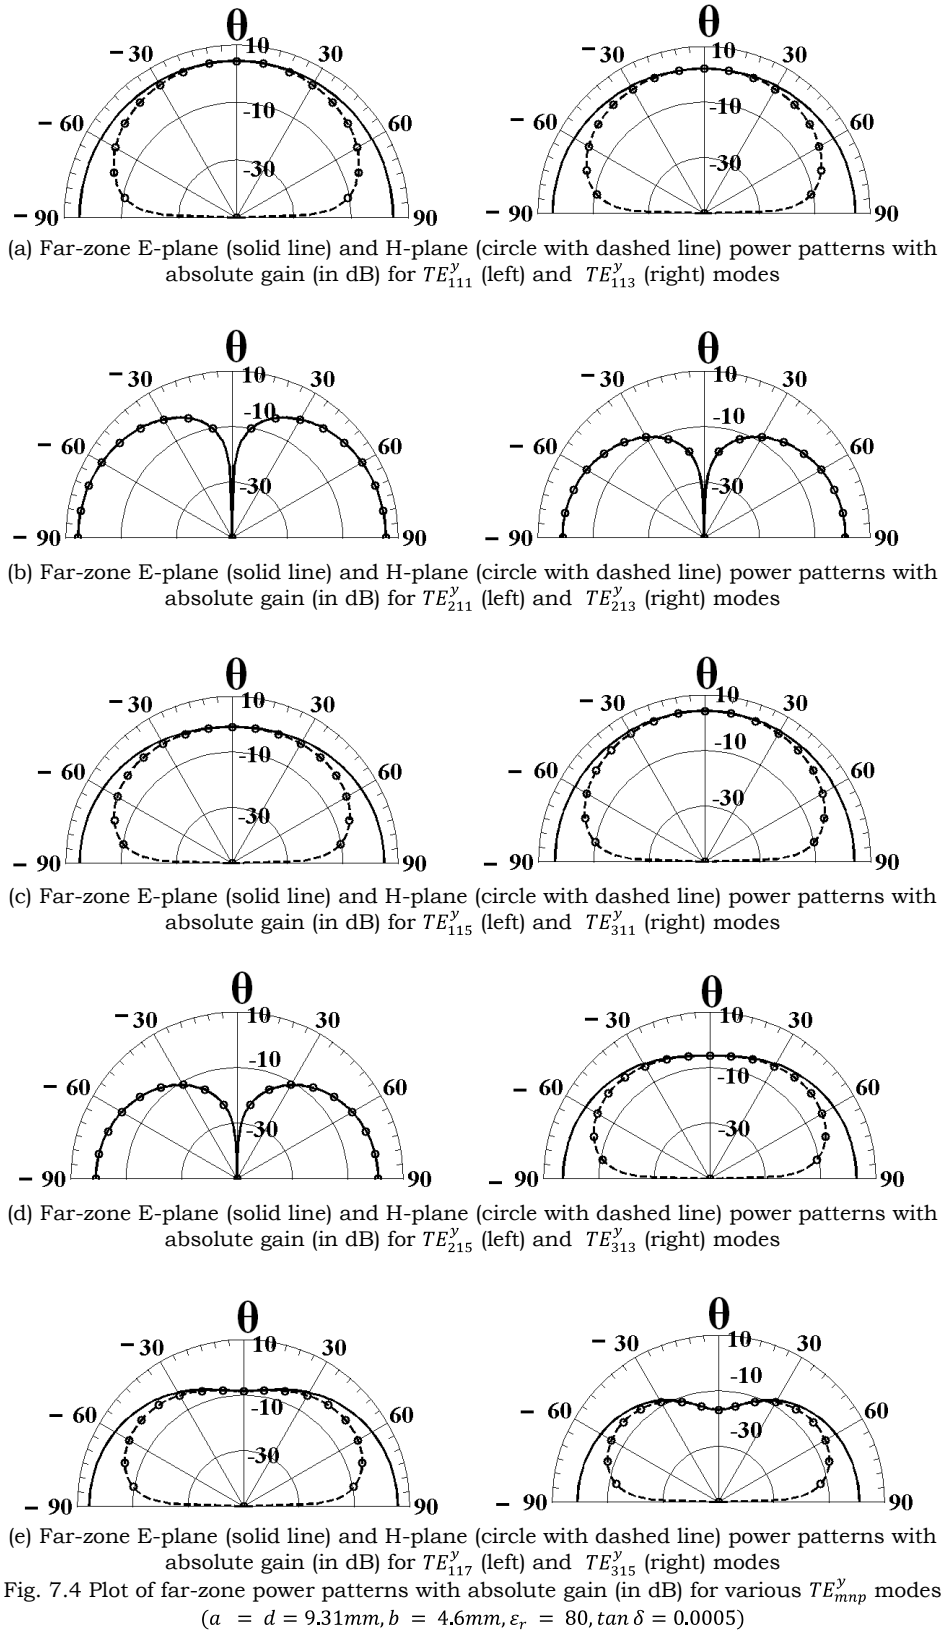 θ θ
− 30 10 30 − 30 10 30
− 60 -10 60 − 60 -10 60
-30 -30
− 90 90 − 90 90
(a) Far-zone E-plane (solid line) and H-plane (circle with dashed line) power patterns with
absolute gain (in dB) for TE^y_111 (left) and TE^y_113 (right) modes
θ θ
− 30 10 30 − 30 10 30
− 60 -10 60 − 60 -10 60
-30 -30
− 90 90 − 90 90
(b) Far-zone E-plane (solid line) and H-plane (circle with dashed line) power patterns with
absolute gain (in dB) for TE^y_211 (left) and TE^y_213 (right) modes
θ θ
− 30 10 30 − 30 10 30
− 60 -10 60 − 60 -10 60
-30 -30
− 90 90 − 90 90
(c) Far-zone E-plane (solid line) and H-plane (circle with dashed line) power patterns with
absolute gain (in dB) for TE^y_115 (left) and TE^y_311 (right) modes
θ θ
− 30 10 30 − 30 10 30
− 60 -10 60 − 60 -10 60
-30 -30
− 90 90 − 90 90
(d) Far-zone E-plane (solid line) and H-plane (circle with dashed line) power patterns with
absolute gain (in dB) for TE^y_215 (left) and TE^y_313 (right) modes
θ θ
− 30 10 30 − 30 10 30
− 60 -10 60 − 60 -10 60
-30 -30
− 90 90 − 90 90
(e) Far-zone E-plane (solid line) and H-plane (circle with dashed line) power patterns with
absolute gain (in dB) for TE^y_117 (left) and TE^y_315 (right) modes
Fig. 7.4 Plot of far-zone power patterns with absolute gain (in dB) for various TE^y_mnp modes
(a = d = 9.31mm, b = 4.6mm, ε_r = 80, tan δ = 0.0005)